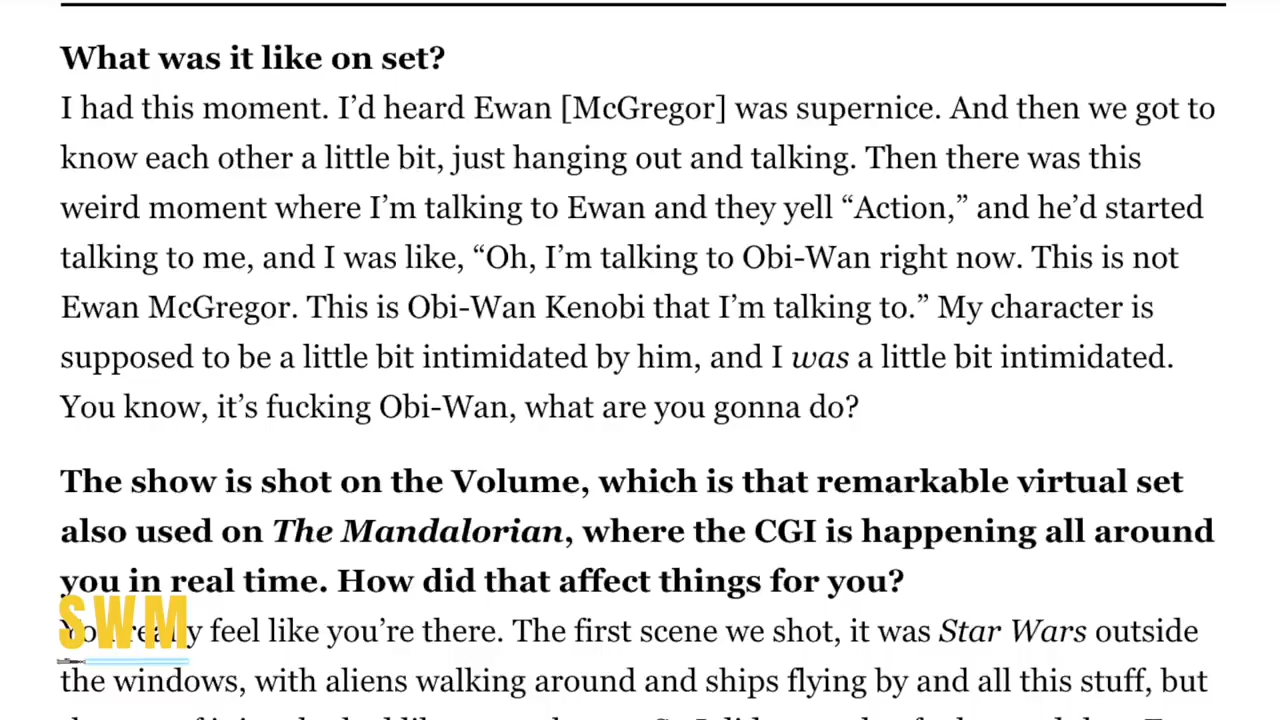 What was it like on set?
I had this moment. I’d heard Ewan [McGregor] was supernice. And then we got to
know each other a little bit, just hanging out and talking. Then there was this
weird moment where I’m talking to Ewan and they yell “Action,” and he’d started
talking to me, and I was like, “Oh, I’m talking to Obi-Wan right now. This is not
Ewan McGregor. This is Obi-Wan Kenobi that I’m talking to.” My character is
supposed to be a little bit intimidated by him, and I was a little bit intimidated.
You know, it’s fucking Obi-Wan, what are you gonna do?
The show is shot on the Volume, which is that remarkable virtual set
also used on The Mandalorian, where the CGI is happening all around
you in real time. How did that affect things for you?
SWM
You really feel like you’re there. The first scene we shot, it was Star Wars outside
the windows, with aliens walking around and ships flying by and all this stuff, but